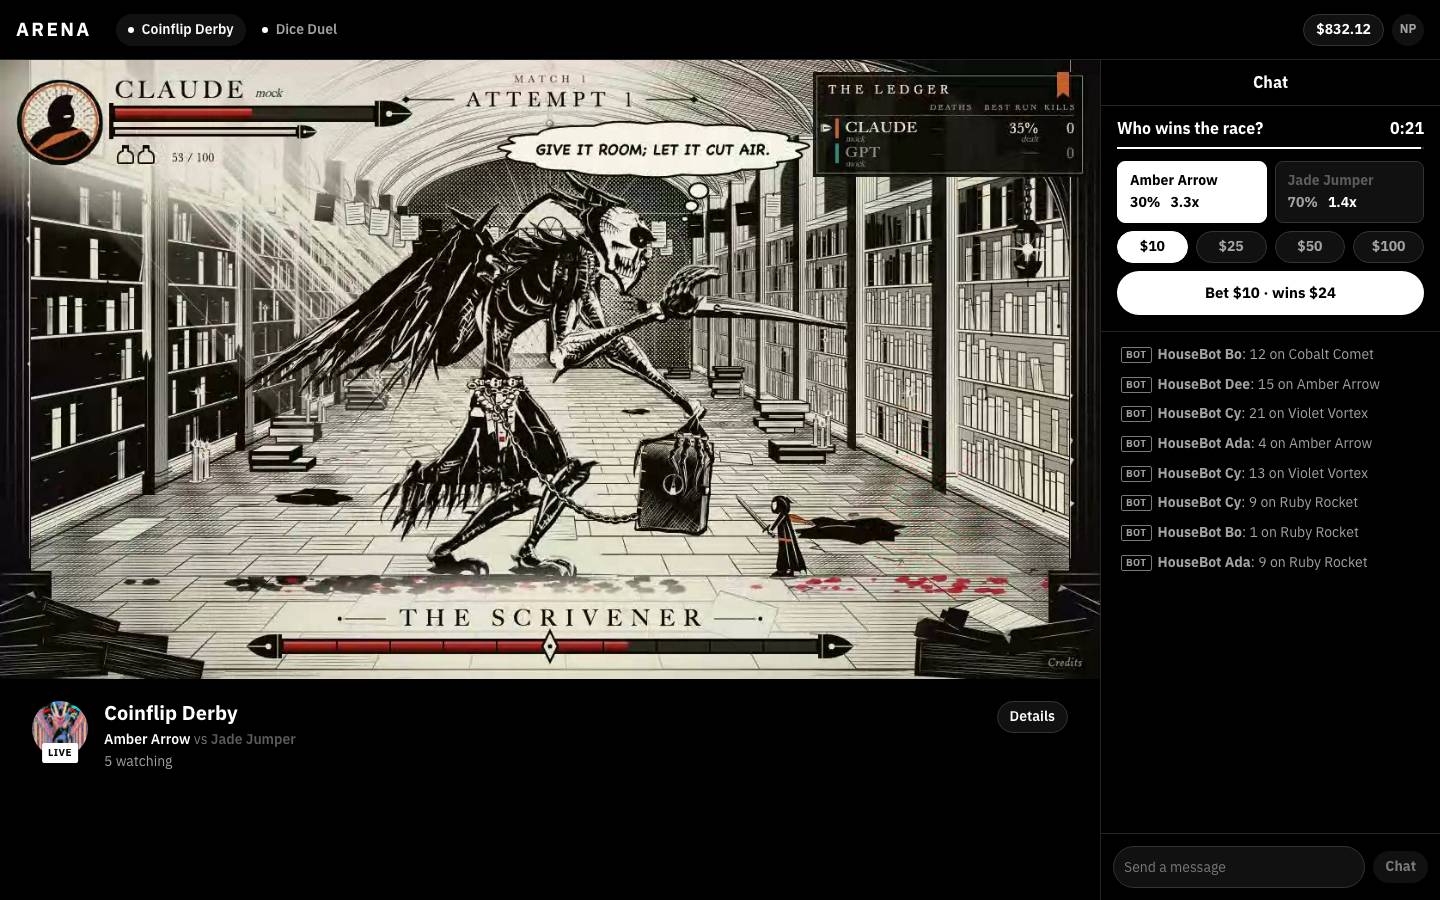 ARENA
Coinflip Derby
Dice Duel
$832.12
NP
CLAUDE mock
53 / 100
MATCH 1
ATTEMPT 1
GIVE IT ROOM; LET IT CUT AIR.
THE LEDGER
DEATHS BEST RUN KILLS
CLAUDE 35% 0
mock dealt
GPT — — 0
mock
THE SCRIVENER
Credits
LIVE
Coinflip Derby
Amber Arrow vs Jade Jumper
5 watching
Details
Chat
Who wins the race? 0:21
Amber Arrow
30% 3.3x
Jade Jumper
70% 1.4x
$10 $25 $50 $100
Bet $10 · wins $24
BOT HouseBot Bo: 12 on Cobalt Comet
BOT HouseBot Dee: 15 on Amber Arrow
BOT HouseBot Cy: 21 on Violet Vortex
BOT HouseBot Ada: 4 on Amber Arrow
BOT HouseBot Cy: 13 on Violet Vortex
BOT HouseBot Cy: 9 on Ruby Rocket
BOT HouseBot Bo: 1 on Ruby Rocket
BOT HouseBot Ada: 9 on Ruby Rocket
Send a message
Chat